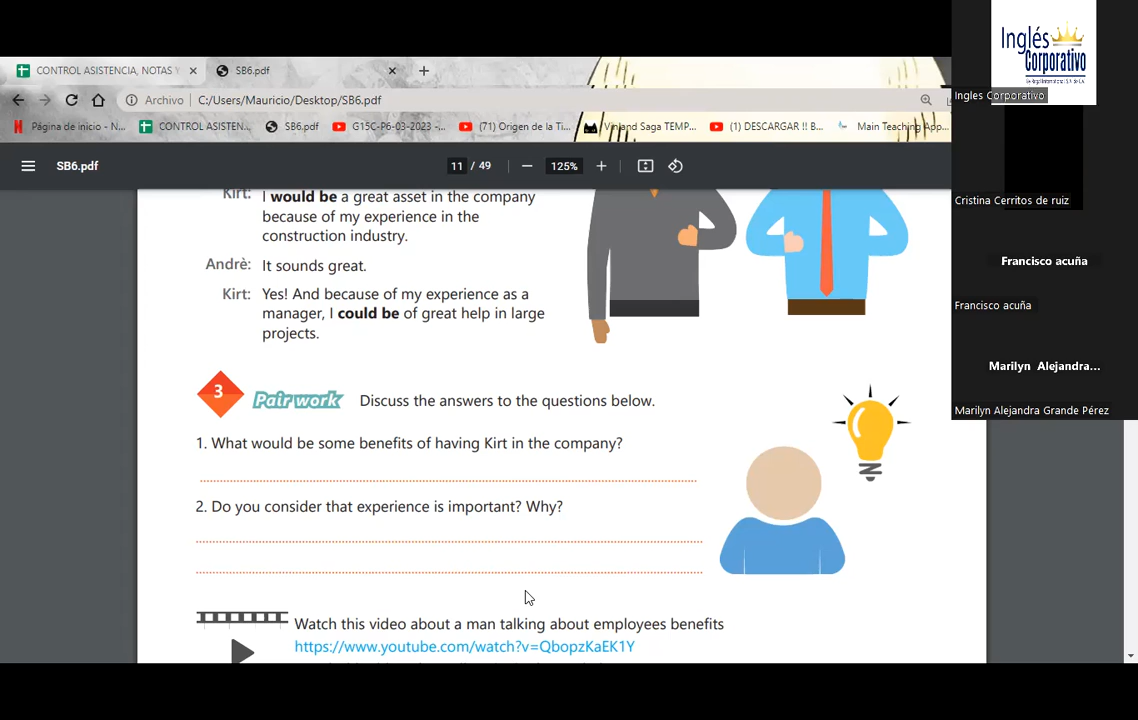 CONTROL ASISTENCIA, NOTAS Y
SB6.pdf
Archivo
C:/Users/Mauricio/Desktop/SB6.pdf
Página de inicio - N...
CONTROL ASISTEN...
SB6.pdf
G15C-P6-03-2023 -...
(71) Origen de la Ti...
Vinland Saga TEMP...
(1) DESCARGAR !! B...
Main Teaching App...
SB6.pdf
11 / 49
125%
Kirt: I would be a great asset in the company
because of my experience in the
construction industry.
Andrè: It sounds great.
Kirt: Yes! And because of my experience as a
manager, I could be of great help in large
projects.
3 Pair work Discuss the answers to the questions below.
1. What would be some benefits of having Kirt in the company?
2. Do you consider that experience is important? Why?
Watch this video about a man talking about employees benefits
https://www.youtube.com/watch?v=QbopzKaEK1Y
Inglés
Corporativo
Ingles Corporativo
Cristina Cerritos de ruiz
Francisco acuña
Francisco acuña
Marilyn Alejandra...
Marilyn Alejandra Grande Pérez